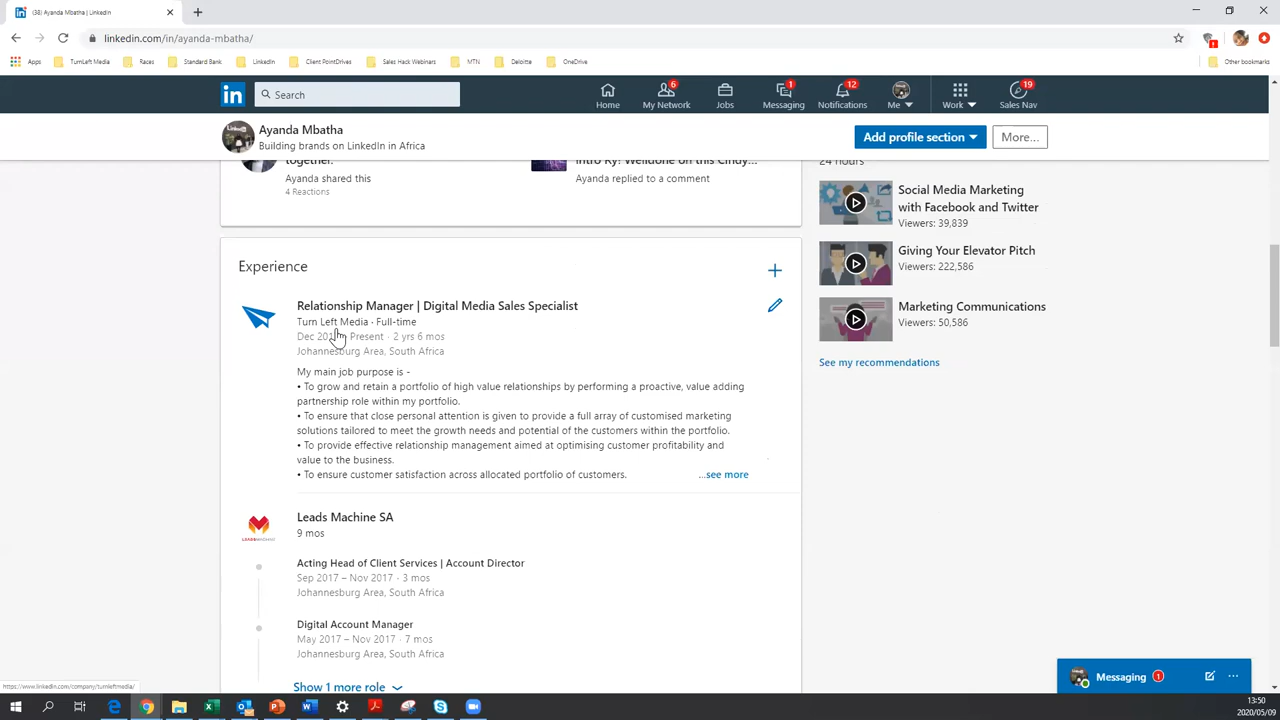 (38) Ayanda Mbatha | LinkedIn
linkedin.com/in/ayanda-mbatha/
Apps
TurnLeft Media
Races
Standard Bank
LinkedIn
Client PointDrives
Sales Hack Webinars
MTN
Deloitte
OneDrive
Other bookmarks
in
Search
Home
6
My Network
Jobs
1
Messaging
12
Notifications
Me
Work
19
Sales Nav
Ayanda Mbatha
Building brands on LinkedIn in Africa
Add profile section
More...
together.
Ayanda shared this
4 Reactions
Intro Ry! Welldone on this Cindy...
Ayanda replied to a comment
24 hours
Social Media Marketing
with Facebook and Twitter
Viewers: 39,839
Giving Your Elevator Pitch
Viewers: 222,586
Marketing Communications
Viewers: 50,586
See my recommendations
Experience
Relationship Manager | Digital Media Sales Specialist
Turn Left Media · Full-time
Dec Present · 2 yrs 6 mos
Johannesburg Area, South Africa
My main job purpose is -
• To grow and retain a portfolio of high value relationships by performing a proactive, value adding
partnership role within my portfolio.
• To ensure that close personal attention is given to provide a full array of customised marketing
solutions tailored to meet the growth needs and potential of the customers within the portfolio.
• To provide effective relationship management aimed at optimising customer profitability and
value to the business.
• To ensure customer satisfaction across allocated portfolio of customers.
...see more
Leads Machine SA
9 mos
Acting Head of Client Services | Account Director
Sep 2017 – Nov 2017 · 3 mos
Johannesburg Area, South Africa
Digital Account Manager
May 2017 – Nov 2017 · 7 mos
Johannesburg Area, South Africa
Show 1 more role
Messaging 1
https://www.linkedin.com/company/turnleftmedia/
13:50
2020/05/09